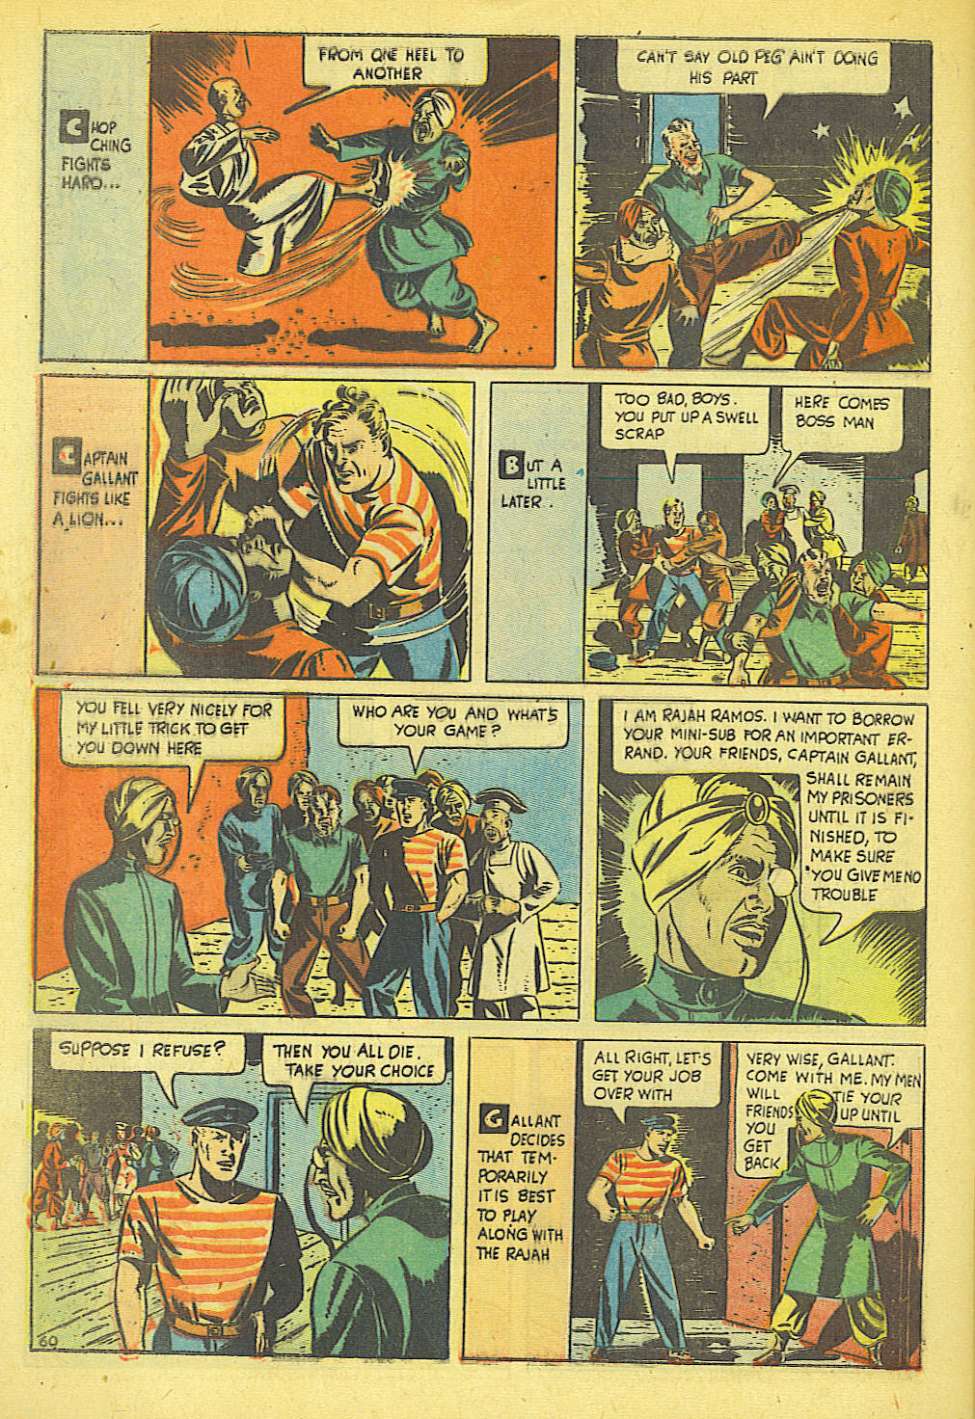 CHOP
CHING
FIGHTS
HARD...
FROM ONE HEEL TO
ANOTHER
CAN'T SAY OLD PEG AIN'T DOING
HIS PART
CAPTAIN
GALLANT
FIGHTS LIKE
A LION...
BUT A
LITTLE
LATER..
TOO BAD, BOYS.
YOU PUT UP A SWELL
SCRAP
HERE COMES
BOSS MAN
YOU FELL VERY NICELY FOR
MY LITTLE TRICK TO GET
YOU DOWN HERE
WHO ARE YOU AND WHAT'S
YOUR GAME?
I AM RAJAH RAMOS. I WANT TO BORROW
YOUR MINI-SUB FOR AN IMPORTANT ER-
RAND. YOUR FRIENDS, CAPTAIN GALLANT,
SHALL REMAIN
MY PRISONERS
UNTIL IT IS FI-
NISHED, TO
MAKE SURE
YOU GIVE ME NO
TROUBLE
SUPPOSE I REFUSE?
THEN YOU ALL DIE.
TAKE YOUR CHOICE
60
GALLANT
DECIDES
THAT TEM-
PORARILY
IT IS BEST
TO PLAY
ALONG WITH
THE RAJAH
ALL RIGHT, LET'S
GET YOUR JOB
OVER WITH
VERY WISE, GALLANT.
COME WITH ME. MY MEN
WILL TIE YOUR
FRIENDS UP UNTIL
YOU
GET
BACK